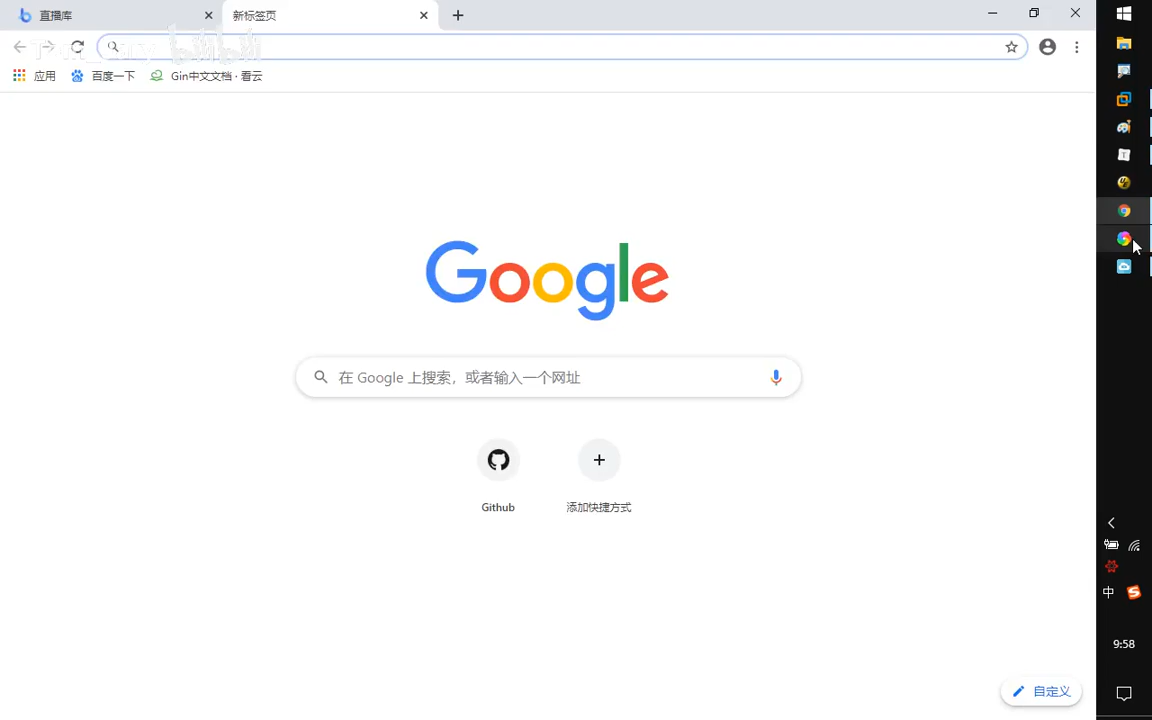 直播库
新标签页
bilibili
应用
百度一下
Gin中文文档 · 看云
Google
在 Google 上搜索，或者输入一个网址
Github
添加快捷方式
中
9:58
自定义